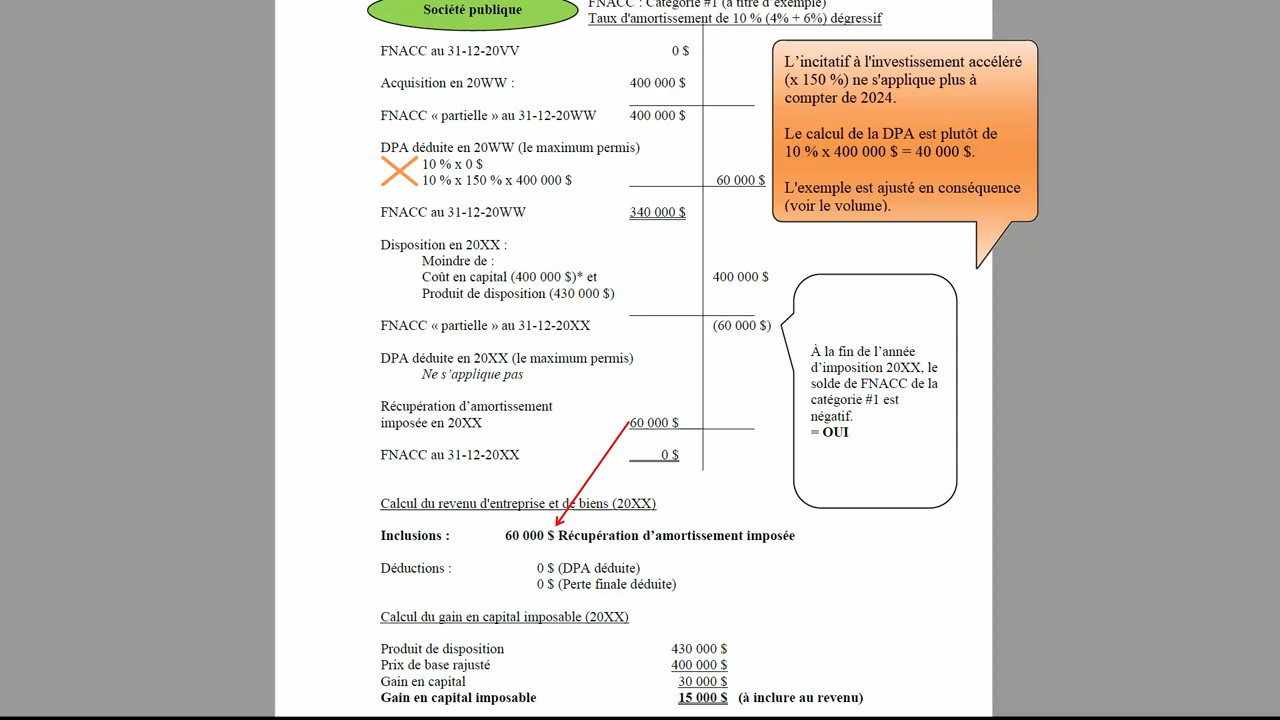 Société publique
FNACC : Catégorie #1 (à titre d'exemple)
Taux d'amortissement de 10 % (4% + 6%) dégressif
FNACC au 31-12-20VV 0 $
Acquisition en 20WW : 400 000 $
FNACC « partielle » au 31-12-20WW 400 000 $
DPA déduite en 20WW (le maximum permis)
10 % x 0 $
10 % x 150 % x 400 000 $ 60 000 $
FNACC au 31-12-20WW 340 000 $
Disposition en 20XX :
Moindre de :
Coût en capital (400 000 $)* et 400 000 $
Produit de disposition (430 000 $)
FNACC « partielle » au 31-12-20XX (60 000 $)
DPA déduite en 20XX (le maximum permis)
Ne s'applique pas
Récupération d'amortissement
imposée en 20XX 60 000 $
FNACC au 31-12-20XX 0 $
L'incitatif à l'investissement accéléré
(x 150 %) ne s'applique plus à
compter de 2024.
Le calcul de la DPA est plutôt de
10 % x 400 000 $ = 40 000 $.
L'exemple est ajusté en conséquence
(voir le volume).
À la fin de l'année
d'imposition 20XX, le
solde de FNACC de la
catégorie #1 est
négatif.
= OUI
Calcul du revenu d'entreprise et de biens (20XX)
Inclusions : 60 000 $ Récupération d'amortissement imposée
Déductions : 0 $ (DPA déduite)
0 $ (Perte finale déduite)
Calcul du gain en capital imposable (20XX)
Produit de disposition 430 000 $
Prix de base rajusté 400 000 $
Gain en capital 30 000 $
Gain en capital imposable 15 000 $ (à inclure au revenu)